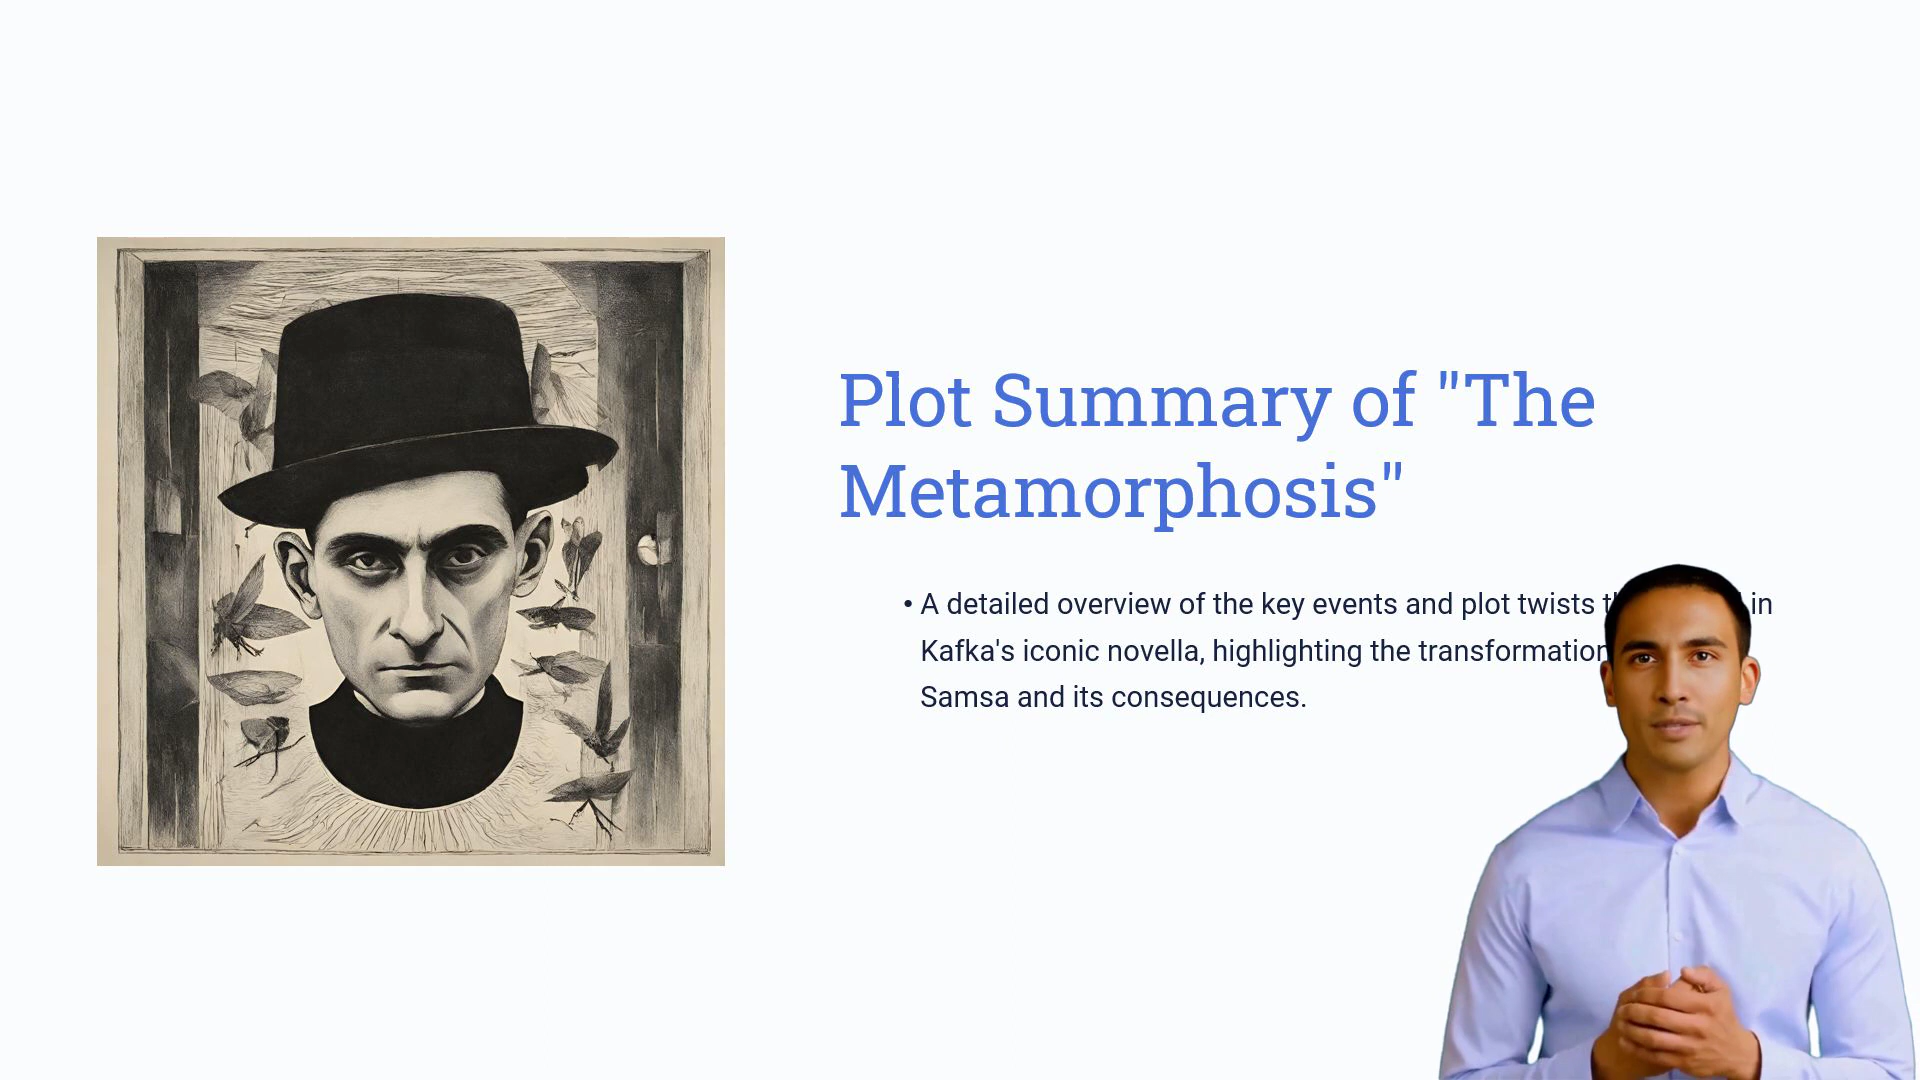 Plot Summary of "The
Metamorphosis"
• A detailed overview of the key events and plot twists in
Kafka's iconic novella, highlighting the transformation
Samsa and its consequences.